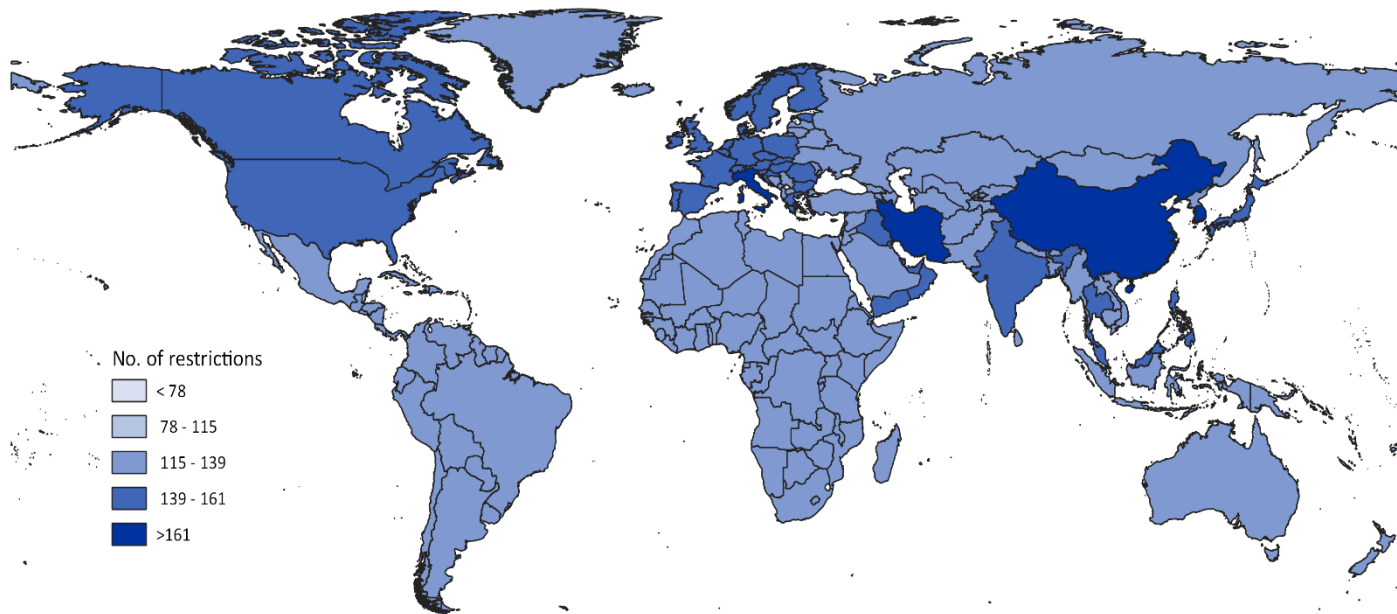 No. of restrictions
< 78
78 - 115
115 - 139
139 - 161
>161